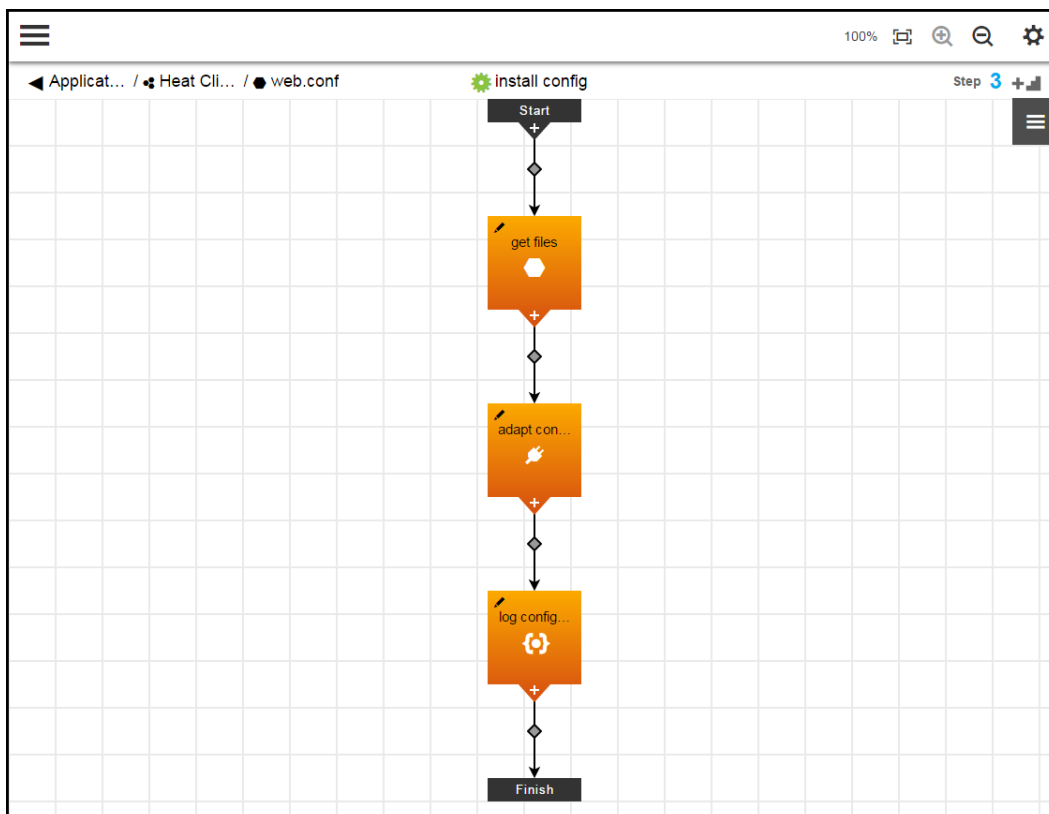 100%
Applicat... / Heat Cli... / web.conf install config Step 3
Start
get files
adapt con...
log config...
Finish